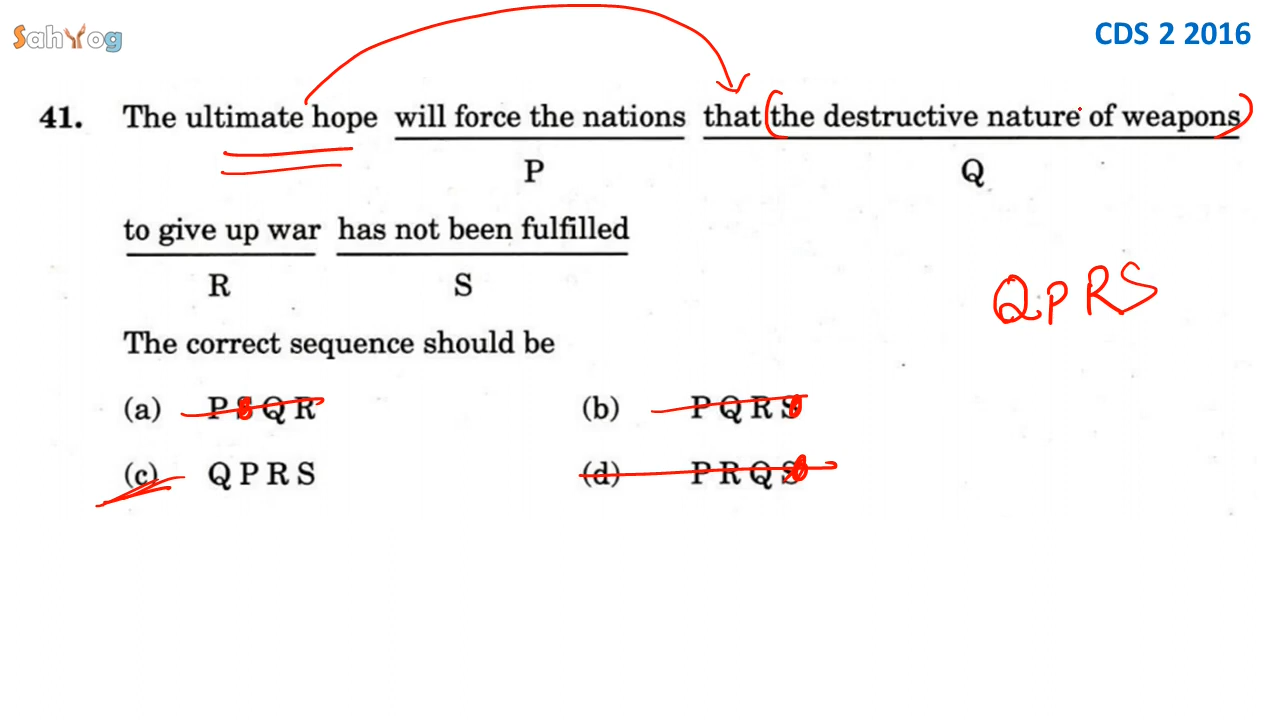 SahYog
CDS 2 2016
41. The ultimate hope will force the nations that the destructive nature of weapons
P Q
to give up war has not been fulfilled
R S
QPRS
The correct sequence should be
(a) P S Q R (b) P Q R S
(c) Q P R S (d) P R Q S